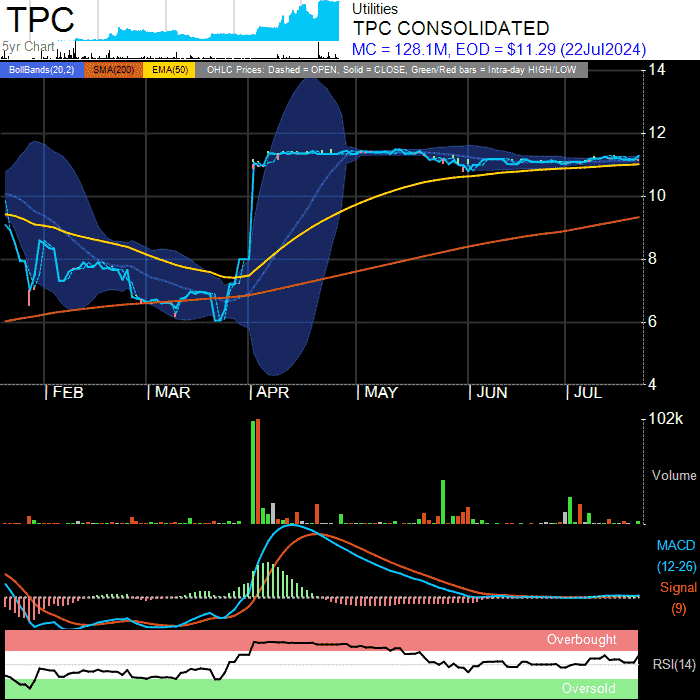 TPC
5yr Chart
Utilities
TPC CONSOLIDATED
MC = 128.1M, EOD = $11.29 (22Jul2024)
BollBands(20,2) SMA(200) EMA(50) OHLC Prices: Dashed = OPEN, Solid = CLOSE, Green/Red bars = Intra-day HIGH/LOW
14
12
10
8
6
4
FEB MAR APR MAY JUN JUL
102k
Volume
MACD
(12-26)
Signal
(9)
Overbought
RSI(14)
Oversold